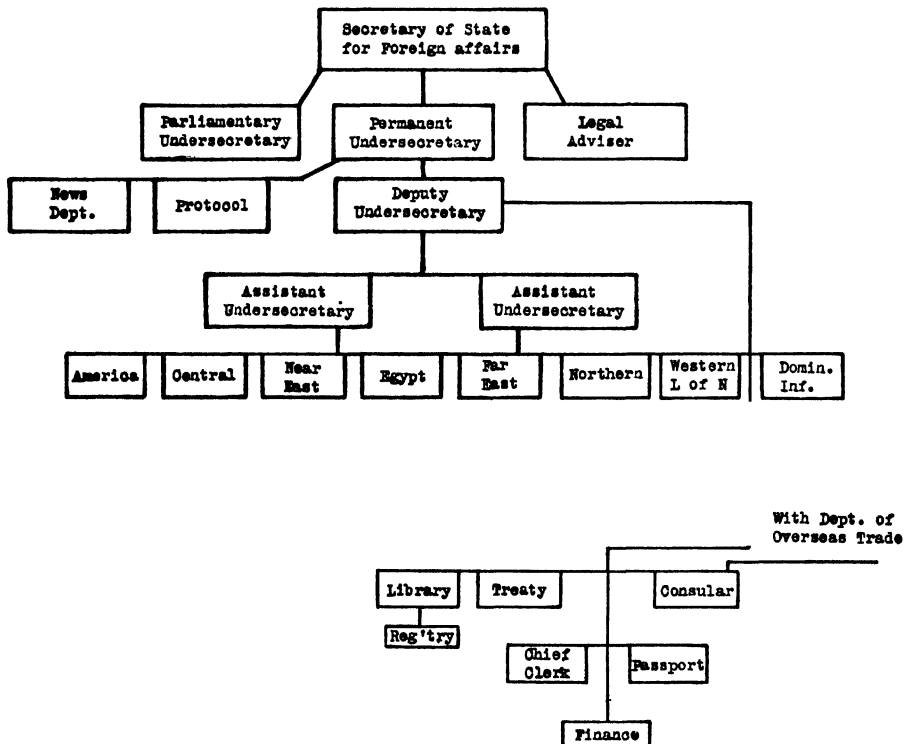 Secretary of State
for Foreign affairs
Parliamentary
Undersecretary
Permanent
Undersecretary
Legal
Adviser
News
Dept.
Protocol
Deputy
Undersecretary
Assistant
Undersecretary
Assistant
Undersecretary
America
Central
Near
East
Egypt
Far
East
Northern
Western
L of N
Domin.
Inf.
With Dept. of
Overseas Trade
Library
Treaty
Consular
Reg'try
Chief
Clerk
Passport
Finance